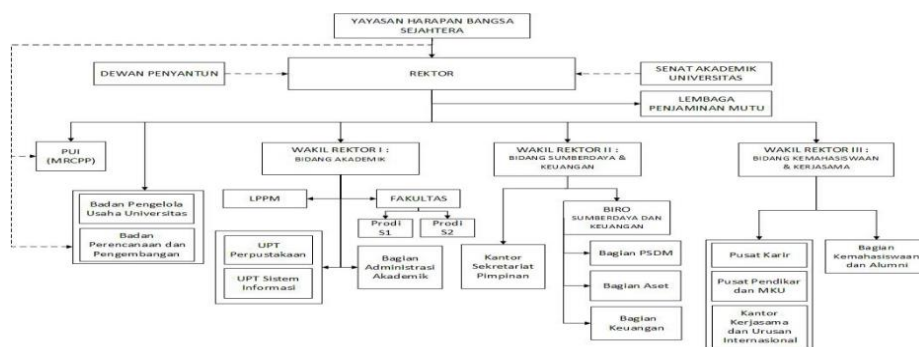 YAYASAN HARAPAN BANGSA
SEJAHTERA
DEWAN PENYANTUN
REKTOR
SENAT AKADEMIK
UNIVERSITAS
LEMBAGA
PENJAMINAN MUTU
PUI
(MRCPP)
WAKIL REKTOR I :
BIDANG AKADEMIK
WAKIL REKTOR II :
BIDANG SUMBERDAYA &
KEUANGAN
WAKIL REKTOR III :
BIDANG KEMAHASISWAAN
& KERJASAMA
Badan Pengelola
Usaha Universitas
Badan
Perencanaan dan
Pengembangan
LPPM
FAKULTAS
Prodi
S1
Prodi
S2
UPT
Perpustakaan
UPT Sistem
Informasi
Bagian
Administrasi
Akademik
Kantor
Sekretariat
Pimpinan
BIRO
SUMBERDAYA DAN
KEUANGAN
Bagian PSDM
Bagian Aset
Bagian
Keuangan
Pusat Karir
Pusat Pendikar
dan MKU
Kantor
Kerjasama
dan Urusan
Internasional
Bagian
Kemahasiswaan
dan Alumni